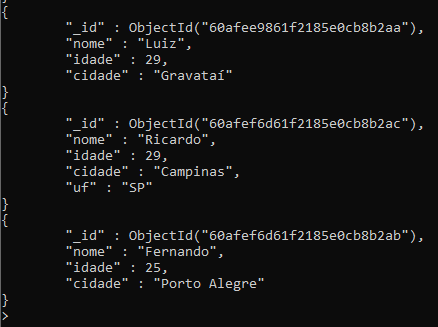 }
{
"_id" : ObjectId("60afee9861f2185e0cb8b2aa"),
"nome" : "Luiz",
"idade" : 29,
"cidade" : "Gravataí"
}
{
"_id" : ObjectId("60afef6d61f2185e0cb8b2ac"),
"nome" : "Ricardo",
"idade" : 29,
"cidade" : "Campinas",
"uf" : "SP"
}
{
"_id" : ObjectId("60afef6d61f2185e0cb8b2ab"),
"nome" : "Fernando",
"idade" : 25,
"cidade" : "Porto Alegre"
}
>